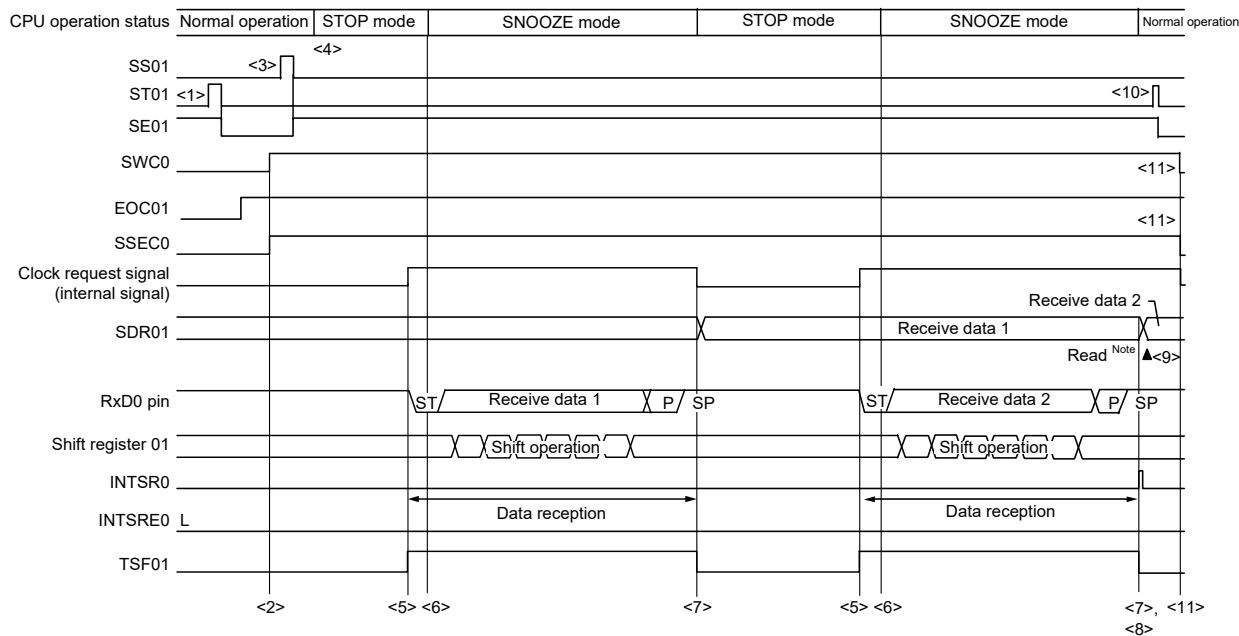 CPU operation status Normal operation STOP mode SNOOZE mode STOP mode SNOOZE mode Normal operation
<4>
SS01 <3>
ST01 <1> <10>
SE01
SWC0 <11>
EOC01
<11>
SSEC0
Clock request signal
(internal signal)
Receive data 2
SDR01 Receive data 1
Read Note ▲<9>
RxD0 pin ST Receive data 1 P SP ST Receive data 2 P SP
Shift register 01 Shift operation Shift operation
INTSR0
Data reception Data reception
INTSRE0 L
TSF01
<2> <5> <6> <7> <5> <6> <7>, <11>
<8>